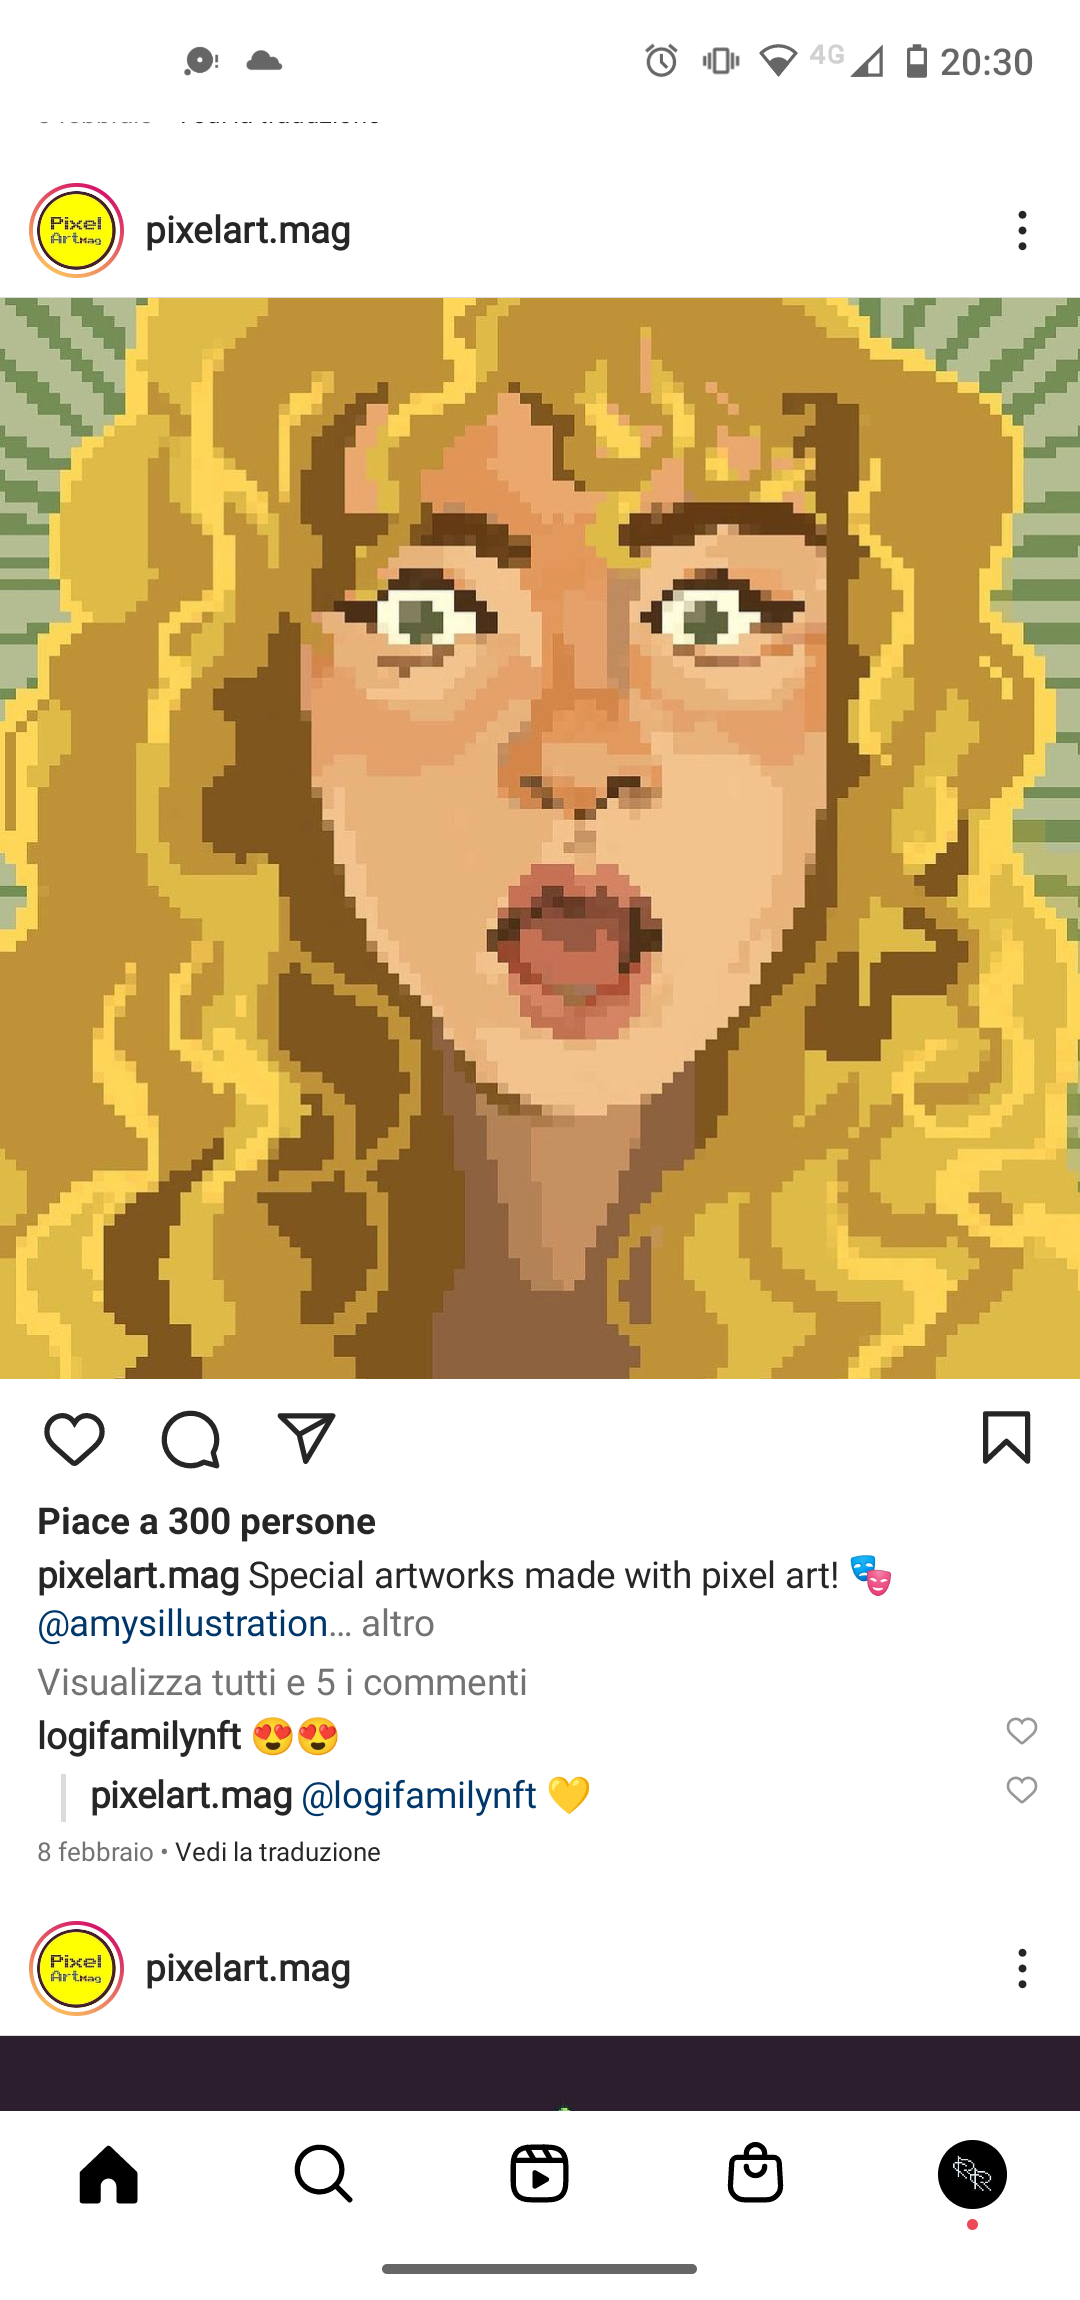 4G 20:30
Pixel
ArtMag
pixelart.mag
Piace a 300 persone
pixelart.mag Special artworks made with pixel art! 🎭
@amysillustration... altro
Visualizza tutti e 5 i commenti
logifamilynft 😍😍
pixelart.mag @logifamilynft 💛
8 febbraio • Vedi la traduzione
Pixel
ArtMag
pixelart.mag